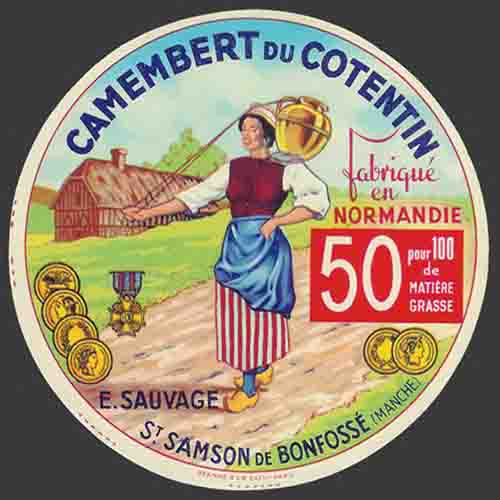 CAMEMBERT DU COTENTIN
fabriqué
en
NORMANDIE
50 pour 100
de
MATIÈRE
GRASSE
E. SAUVAGE
ST SAMSON DE BONFOSSÉ (MANCHE)